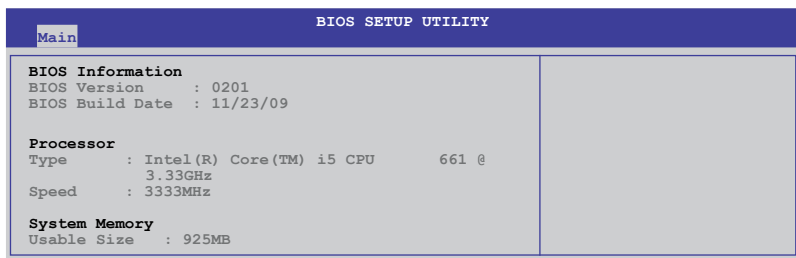 BIOS SETUP UTILITY
Main
BIOS Information
BIOS Version : 0201
BIOS Build Date : 11/23/09
Processor
Type : Intel(R) Core(TM) i5 CPU 661 @
3.33GHz
Speed : 3333MHz
System Memory
Usable Size : 925MB